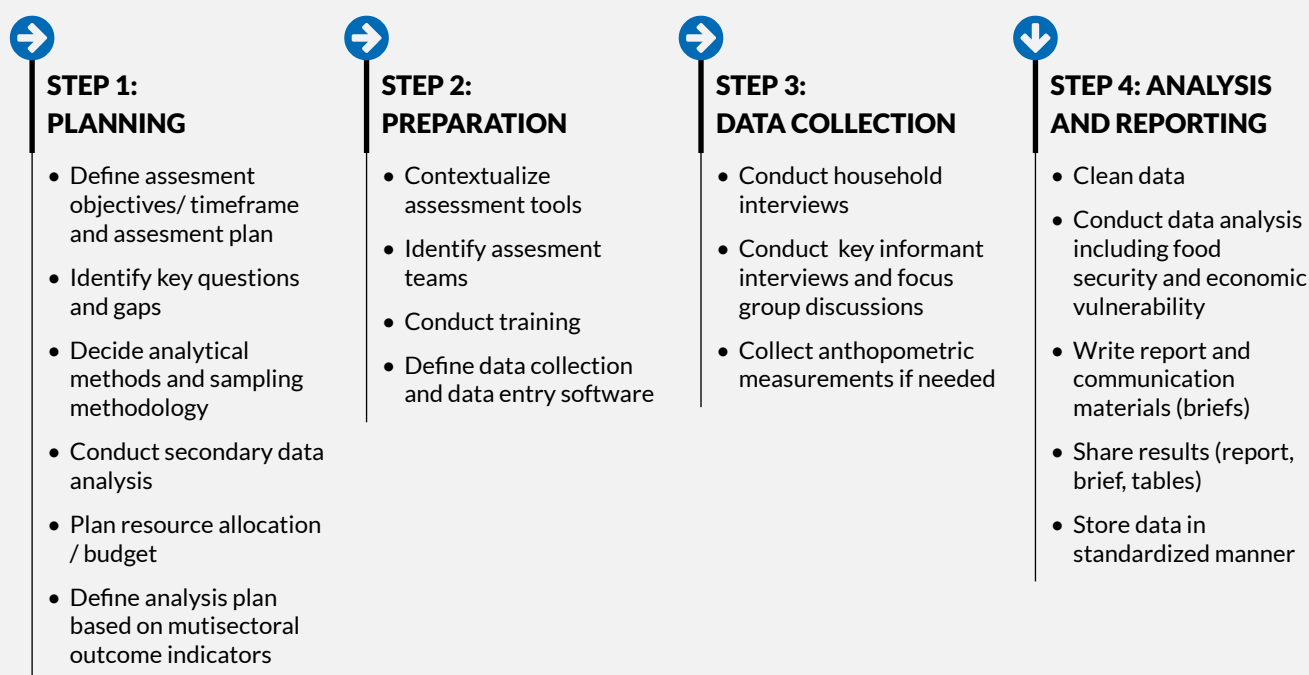 STEP 1:
PLANNING
• Define assesment
objectives/ timeframe
and assesment plan
• Identify key questions
and gaps
• Decide analytical
methods and sampling
methodology
• Conduct secondary data
analysis
• Plan resource allocation
/ budget
• Define analysis plan
based on mutisectoral
outcome indicators
STEP 2:
PREPARATION
• Contextualize
assessment tools
• Identify assesment
teams
• Conduct training
• Define data collection
and data entry software
STEP 3:
DATA COLLECTION
• Conduct household
interviews
• Conduct  key informant
interviews and focus
group discussions
• Collect anthopometric
measurements if needed
STEP 4: ANALYSIS
AND REPORTING
• Clean data
• Conduct data analysis
including food
security and economic
vulnerability
• Write report and
communication
materials (briefs)
• Share results (report,
brief, tables)
• Store data in
standardized manner